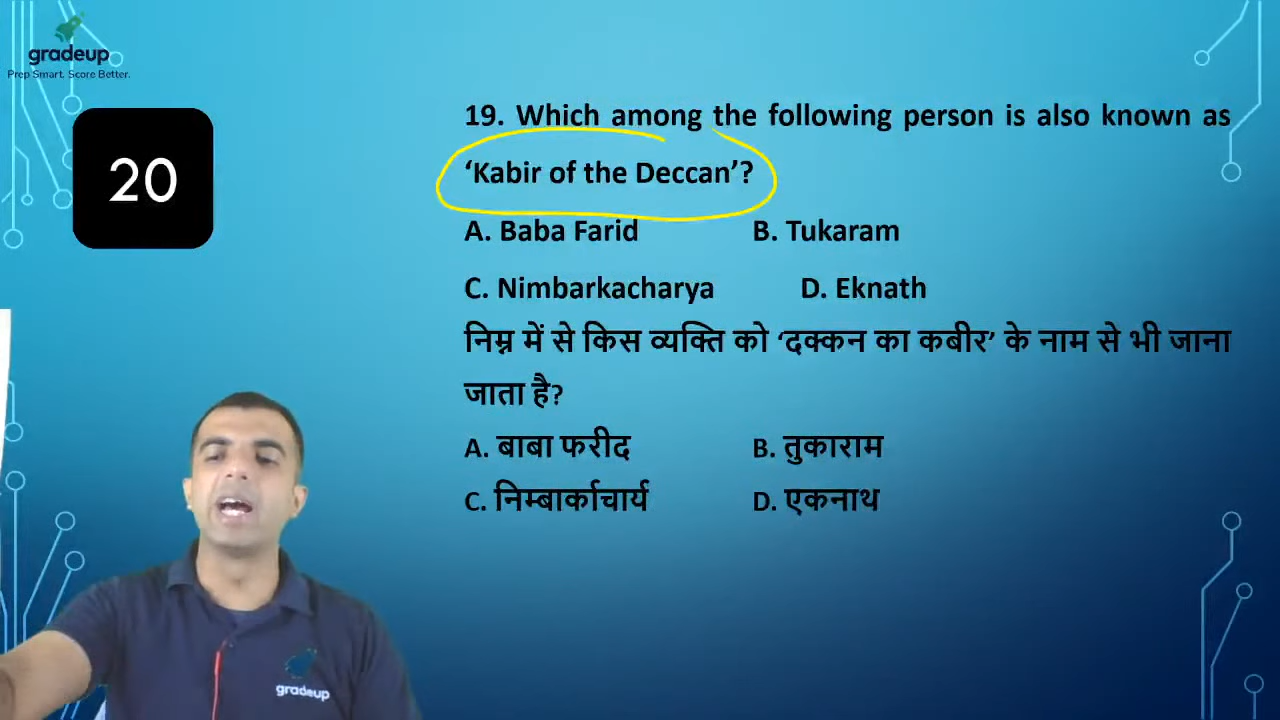 gradeup
Prep Smart. Score Better.
20
19. Which among the following person is also known as
‘Kabir of the Deccan’?
A. Baba Farid B. Tukaram
C. Nimbarkacharya D. Eknath
निम्न में से किस व्यक्ति को ‘दक्कन का कबीर’ के नाम से भी जाना
जाता है?
A. बाबा फरीद B. तुकाराम
C. निम्बार्काचार्य D. एकनाथ
gradeup